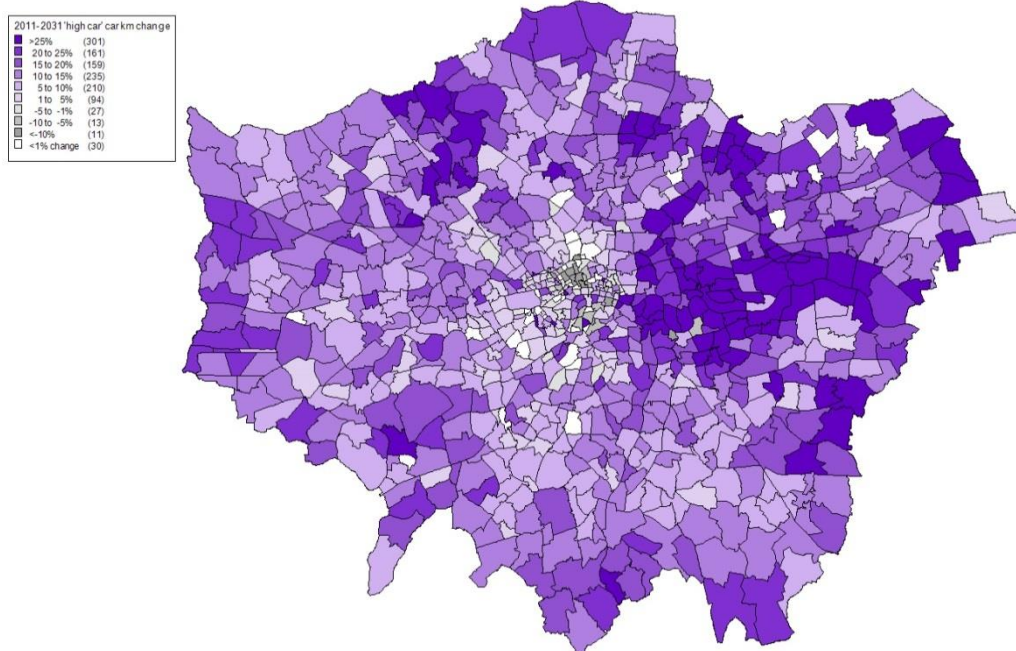 2011-2031 'high car' car km change
>25% (301)
20 to 25% (161)
15 to 20% (159)
10 to 15% (235)
5 to 10% (210)
1 to 5% (94)
-5 to -1% (27)
-10 to -5% (13)
<-10% (11)
<1% change (30)